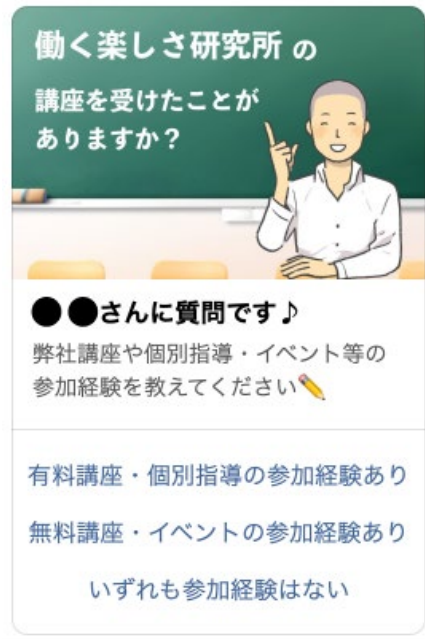 働く楽しさ研究所 の
講座を受けたことが
ありますか？
●●さんに質問です♪
弊社講座や個別指導・イベント等の
参加経験を教えてください✏️
有料講座・個別指導の参加経験あり
無料講座・イベントの参加経験あり
いずれも参加経験はない